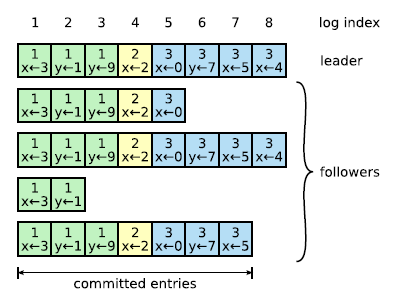 1 2 3 4 5 6 7 8 log index
1 1 1 2 3 3 3 3 leader
x←3 y←1 y←9 x←2 x←0 y←7 x←5 x←4
1 1 1 2 3
x←3 y←1 y←9 x←2 x←0
1 1 1 2 3 3 3 3
x←3 y←1 y←9 x←2 x←0 y←7 x←5 x←4
followers
1 1
x←3 y←1
1 1 1 2 3 3 3
x←3 y←1 y←9 x←2 x←0 y←7 x←5
committed entries